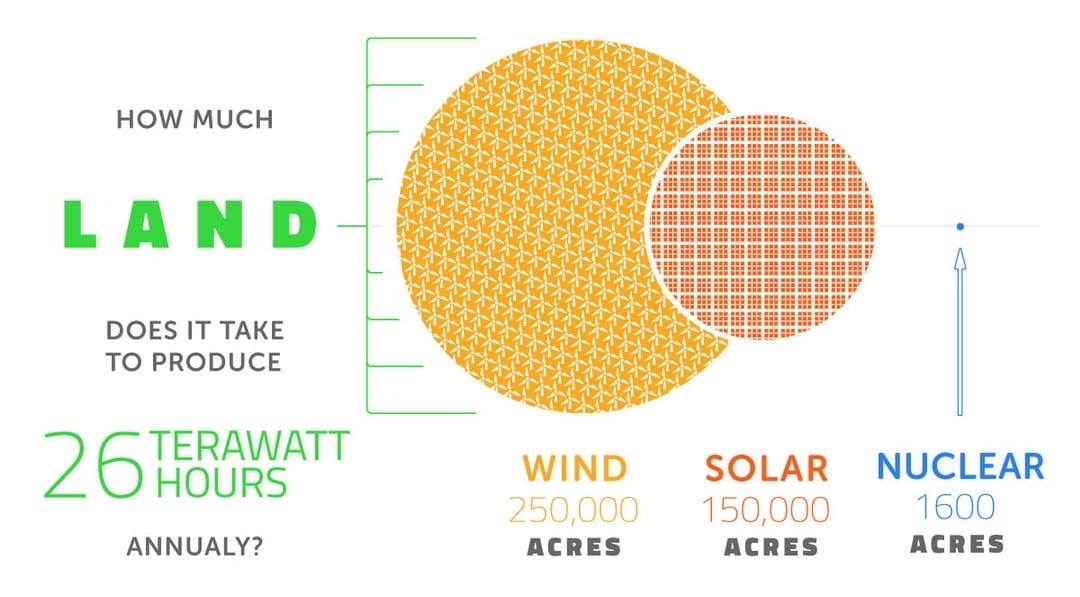 HOW MUCH
LAND
DOES IT TAKE
TO PRODUCE
26 TERAWATT
HOURS
ANNUALY?
WIND
250,000
ACRES
SOLAR
150,000
ACRES
NUCLEAR
1600
ACRES